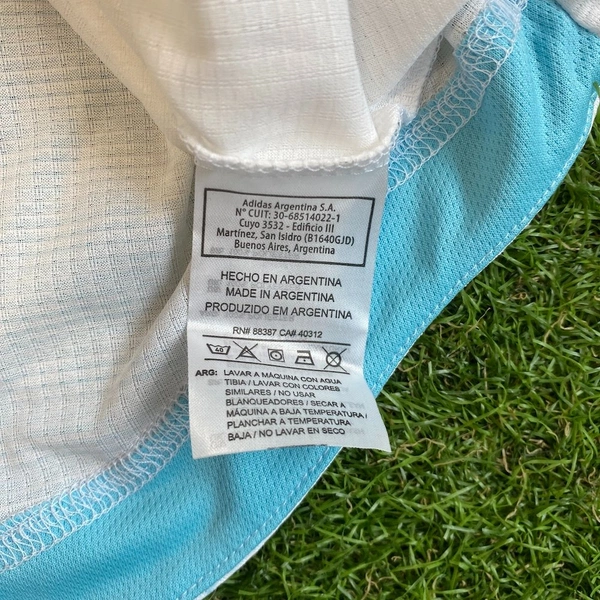 Adidas Argentina S.A.
N° CUIT: 30-68514022-1
Cuyo 3532 - Edificio III
Martínez, San Isidro (B1640GJD)
Buenos Aires, Argentina
HECHO EN ARGENTINA
MADE IN ARGENTINA
PRODUZIDO EM ARGENTINA
RN# 88387 CA# 40312
40
ARG: LAVAR A MÁQUINA CON AGUA
TIBIA / LAVAR CON COLORES
SIMILARES / NO USAR
BLANQUEADORES / SECAR A
MÁQUINA A BAJA TEMPERATURA /
PLANCHAR A TEMPERATURA
BAJA / NO LAVAR EN SECO